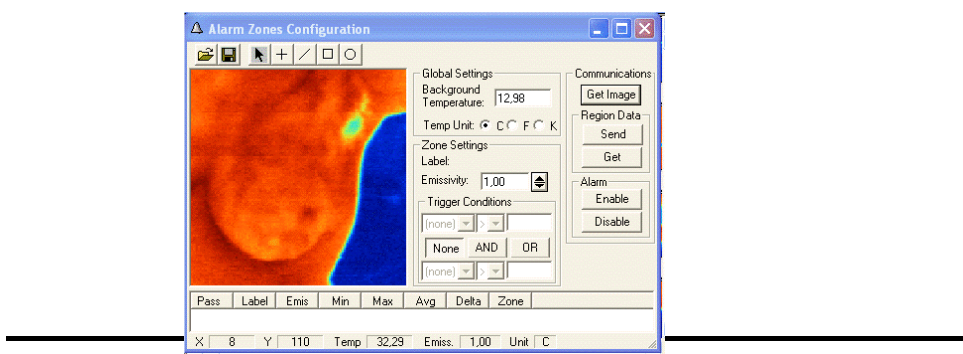 Alarm Zones Configuration
Global Settings
Background Temperature: 12,98
Temp Unit: C F K
Zone Settings
Label:
Emissivity: 1,00
Trigger Conditions
(none) >
None AND OR
(none) >
Communications
Get Image
Region Data
Send
Get
Alarm
Enable
Disable
Pass Label Emis Min Max Avg Delta Zone
X 8 Y 110 Temp 32,29 Emiss. 1,00 Unit C